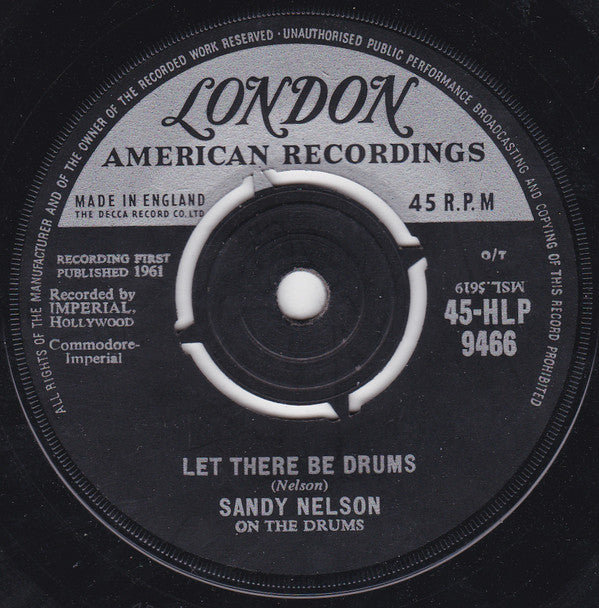 ALL RIGHTS OF THE MANUFACTURER AND OF THE OWNER OF THE RECORDED WORK RESERVED · UNAUTHORISED PUBLIC PERFORMANCE BROADCASTING AND COPYING OF THIS RECORD PROHIBITED
LONDON
AMERICAN RECORDINGS
MADE IN ENGLAND
THE DECCA RECORD CO. LTD
45 R.P.M
RECORDING FIRST
PUBLISHED 1961
Recorded by
IMPERIAL,
HOLLYWOOD
Commodore-
Imperial
O/T
MSL.5619
45-HLP
9466
LET THERE BE DRUMS
(Nelson)
SANDY NELSON
ON THE DRUMS